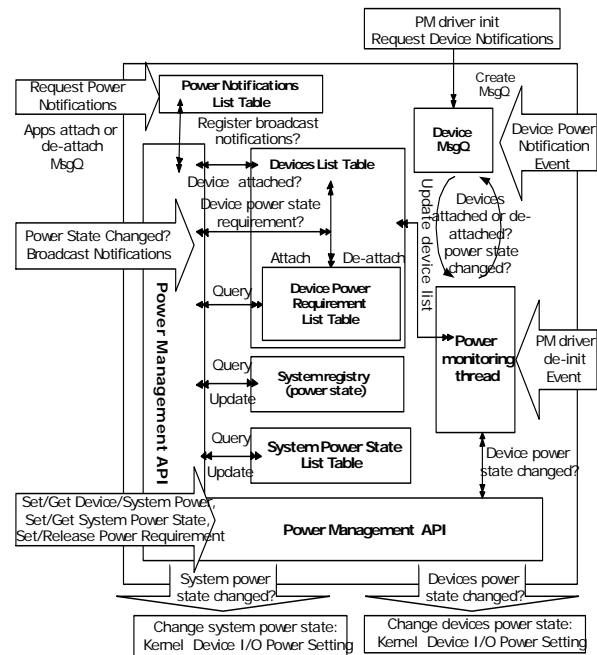 PM driver init
Request Device Notifications
Request Power
Notifications
Power Notifications
List Table
Create
MsgQ
Apps attach or
de-attach
MsgQ
Register broadcast
notifications?
Device
MsgQ
Device Power
Notification
Event
Devices List Table
Device attached?
Device power state
requirement?
Update device list
Devices
attached or de-
attached?
power state
changed?
Power State Changed?
Broadcast Notifications
Attach
De-attach
Power Management API
Query
Device Power
Requirement
List Table
Power
monitoring
thread
PM driver
de-init
Event
Query
Update
System registry
(power state)
Query
Update
System Power State
List Table
Device power
state changed?
Set/Get Device/System Power,
Set/Get System Power State,
Set/Release Power Requirement
Power Management API
System power
state changed?
Devices power
state changed?
Change system power state:
Kernel Device I/O Power Setting
Change devices power state:
Kernel Device I/O Power Setting